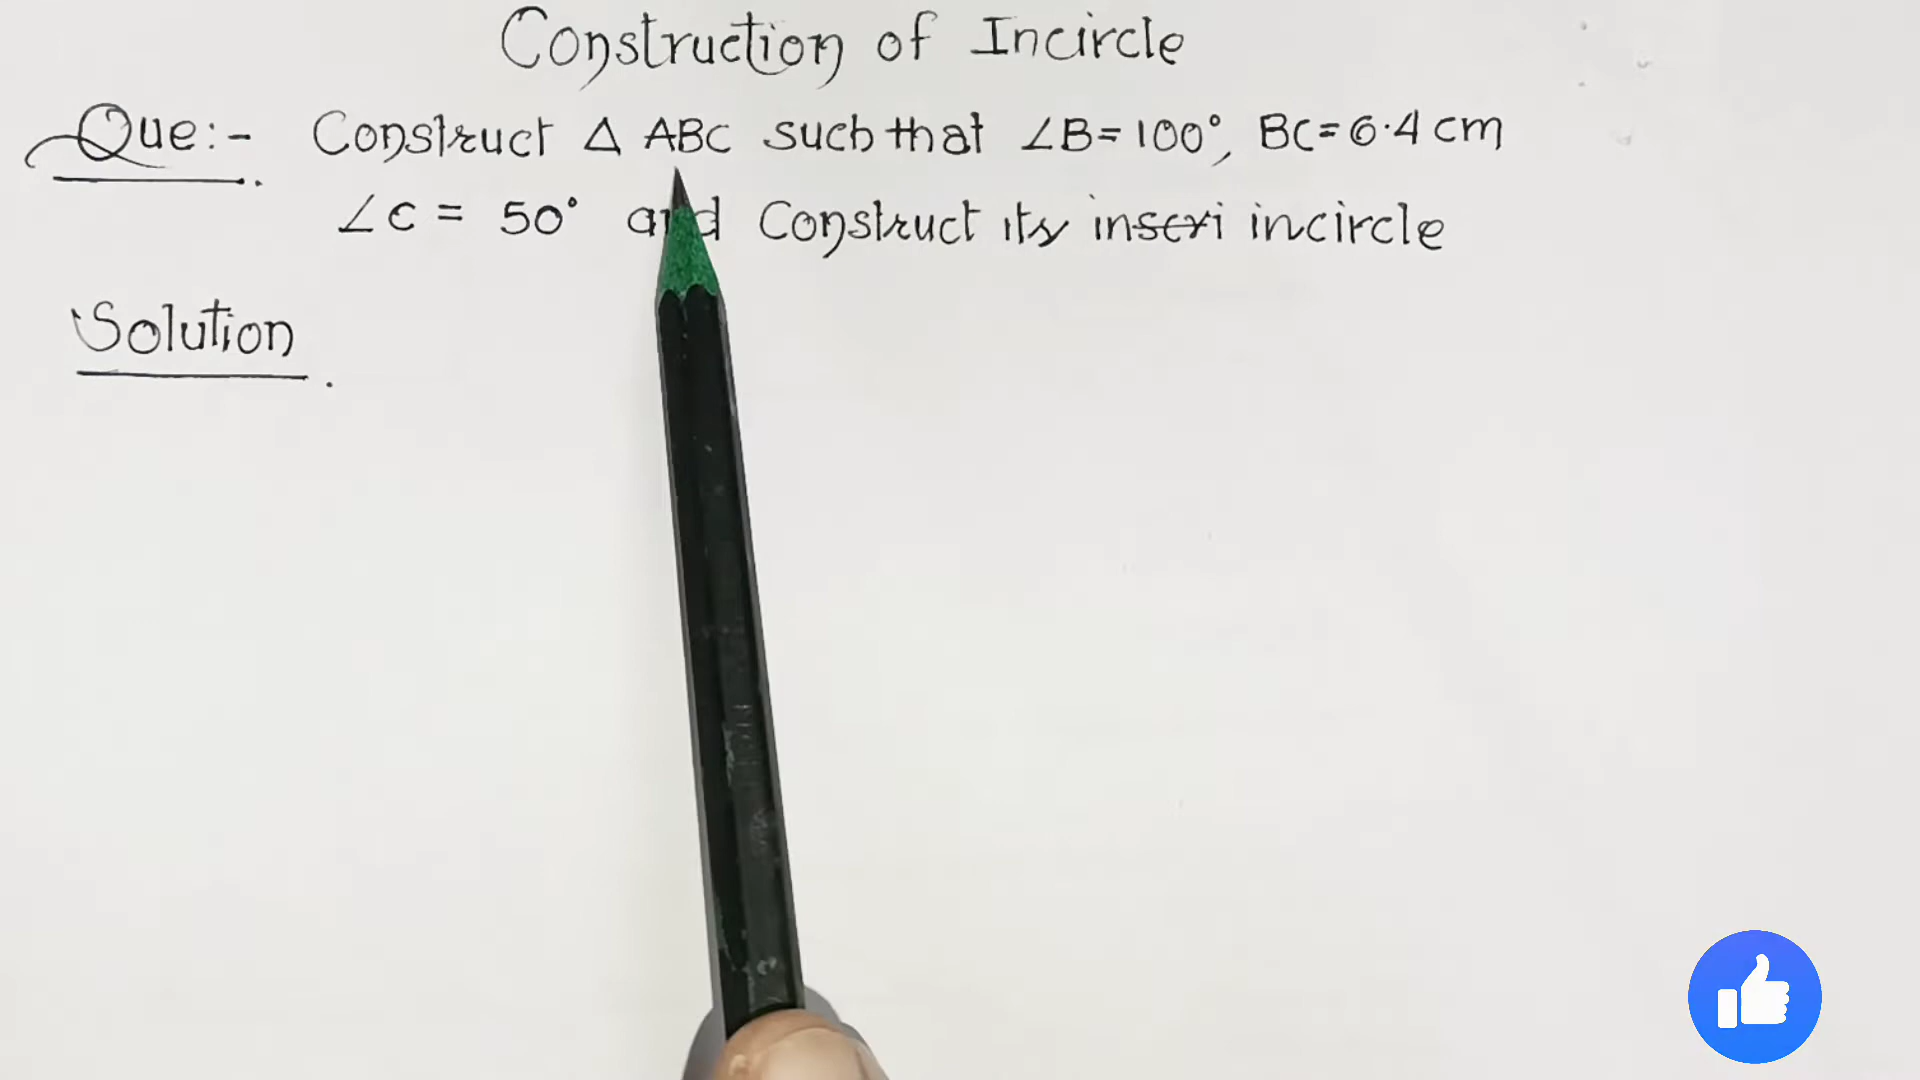 Construction of Incircle
Que:- Construct Δ ABC such that ∠B = 100°, BC = 6.4 cm
∠C = 50° and Construct its inscri incircle
Solution.